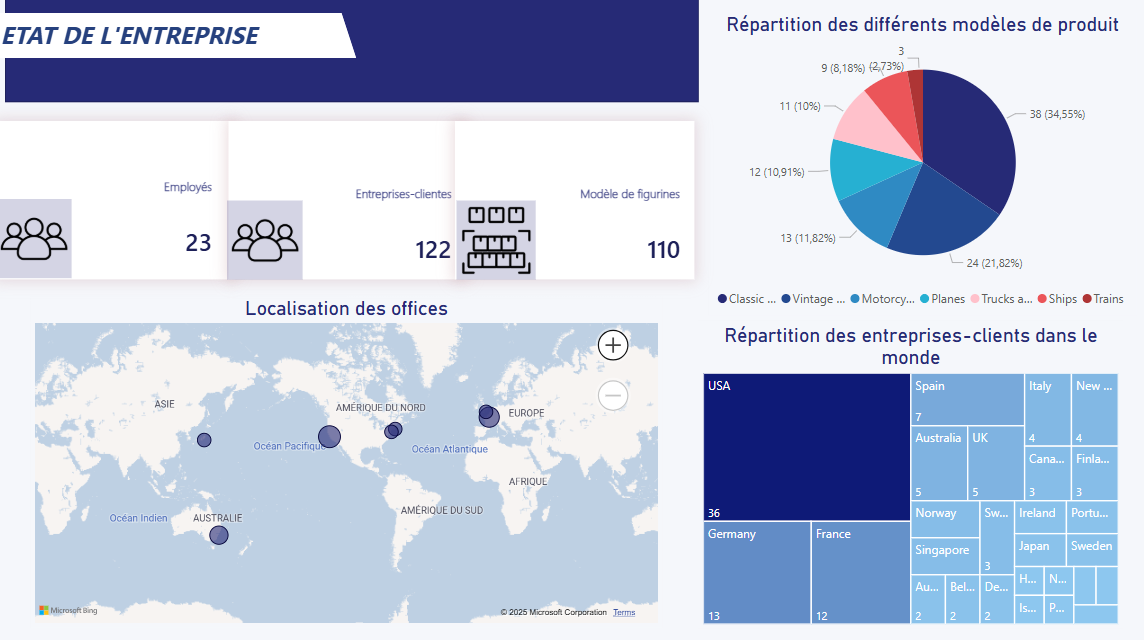 ETAT DE L'ENTREPRISE
Employés
23
Entreprises-clientes
122
Modèle de figurines
110
Répartition des différents modèles de produit
3
(2,73%)
9 (8,18%)
11 (10%)
12 (10,91%)
13 (11,82%)
38 (34,55%)
24 (21,82%)
Classic ...
Vintage ...
Motorcy...
Planes
Trucks a...
Ships
Trains
Localisation des offices
ASIE
AMÉRIQUE DU NORD
EUROPE
Océan Pacifique
Océan Atlantique
AFRIQUE
AMÉRIQUE DU SUD
Océan Indien
AUSTRALIE
Microsoft Bing
© 2025 Microsoft Corporation
Terms
Répartition des entreprises-clients dans le
monde
USA
36
Germany
13
France
12
Spain
7
Australia
5
UK
5
Italy
4
New ...
4
Cana...
3
Finla...
3
Norway
Singapore
Sw...
3
Au...
2
Bel...
2
De...
2
Ireland
Portu...
Japan
Sweden
H...
N...
Is...
P...